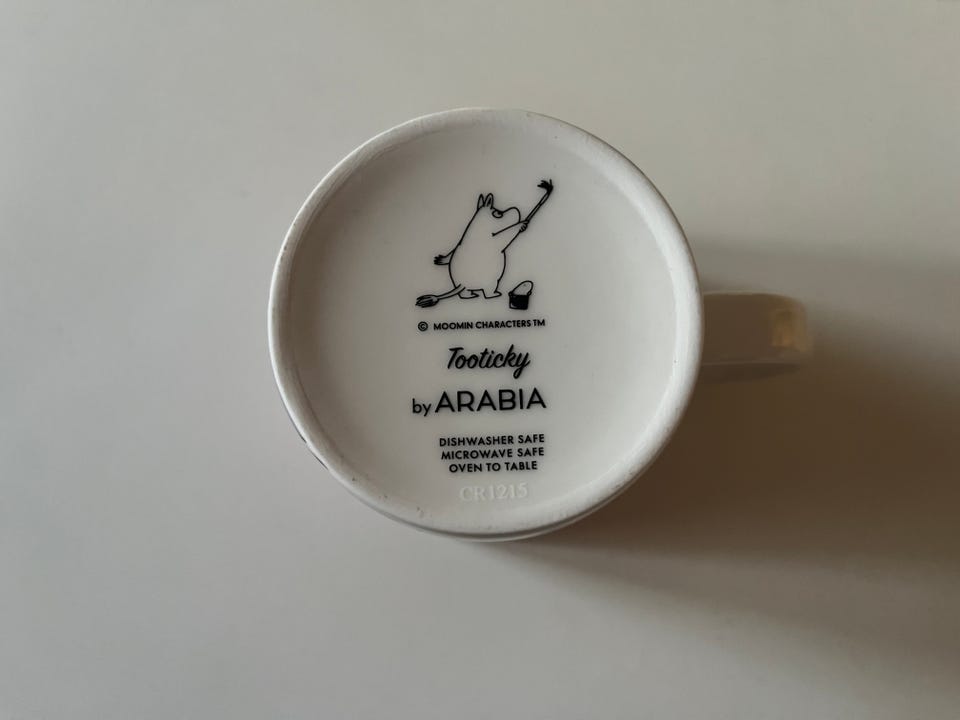 © MOOMIN CHARACTERS TM
Tooticky
by ARABIA
DISHWASHER SAFE
MICROWAVE SAFE
OVEN TO TABLE
CR1215